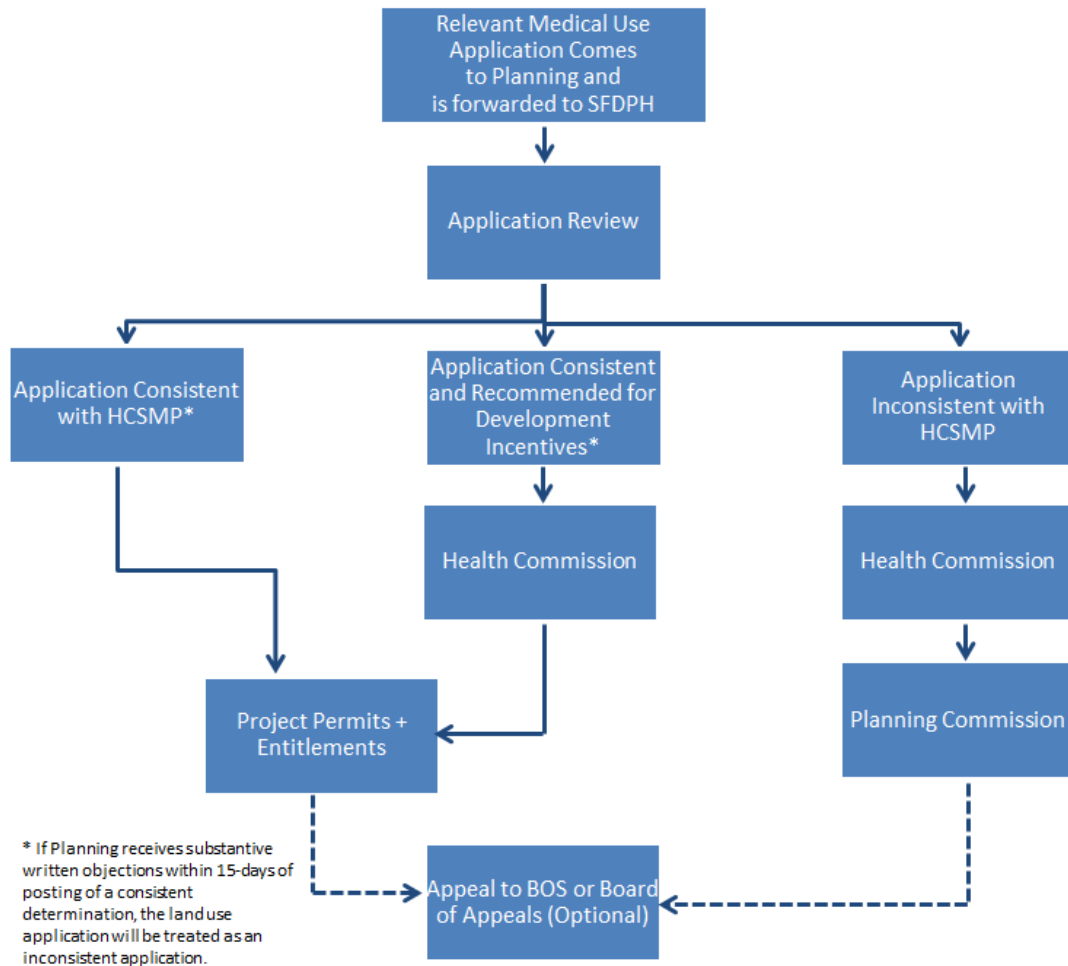 Relevant Medical Use
Application Comes
to Planning and
is forwarded to SFDPH
Application Review
Application Consistent
with HCSMP*
Application Consistent
and Recommended for
Development
Incentives*
Application
Inconsistent with
HCSMP
Health Commission
Health Commission
Project Permits +
Entitlements
Planning Commission
Appeal to BOS or Board
of Appeals (Optional)
* If Planning receives substantive
written objections within 15-days of
posting of a consistent
determination, the land use
application will be treated as an
inconsistent application.